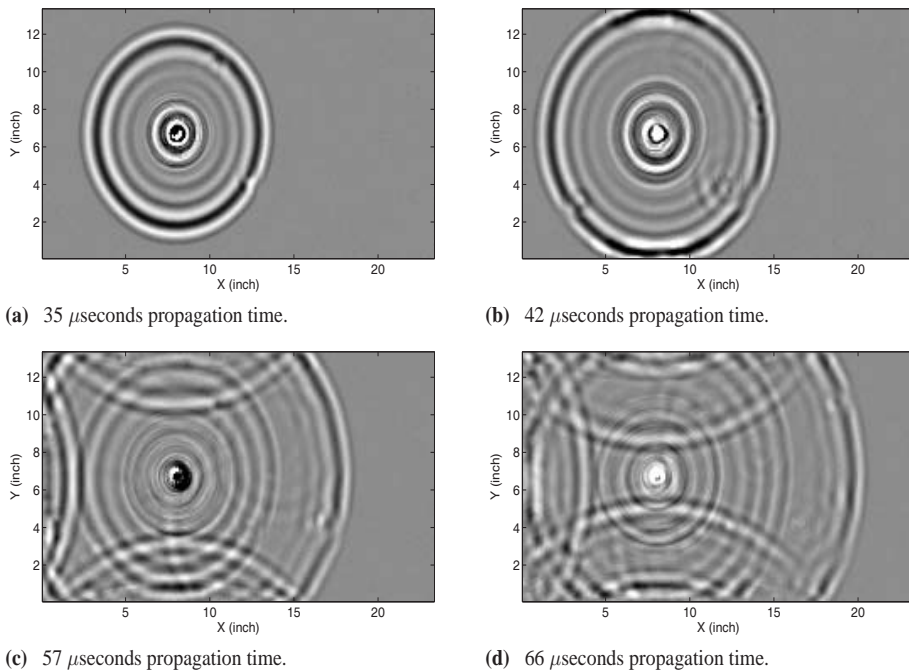 12
10
8
6
4
2
Y (inch)
5 10 15 20
X (inch)
(a) 35 μseconds propagation time.
12
10
8
6
4
2
Y (inch)
5 10 15 20
X (inch)
(b) 42 μseconds propagation time.
12
10
8
6
4
2
Y (inch)
5 10 15 20
X (inch)
(c) 57 μseconds propagation time.
12
10
8
6
4
2
Y (inch)
5 10 15 20
X (inch)
(d) 66 μseconds propagation time.